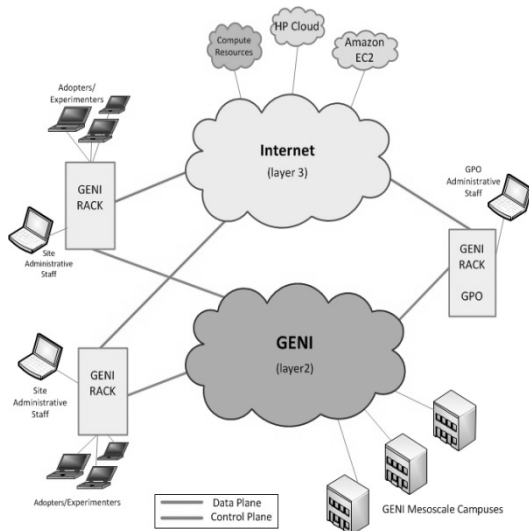 Compute
Resources
HP Cloud
Amazon
EC2
Adopters/
Experimenters
Internet
(layer 3)
GPO
Administrative
Staff
GENI
RACK
Site
Administrative
Staff
GENI
RACK
GPO
GENI
(layer2)
Site
Administrative
Staff
GENI
RACK
Adopters/Experimenters
Data Plane
Control Plane
GENI Mesoscale Campuses